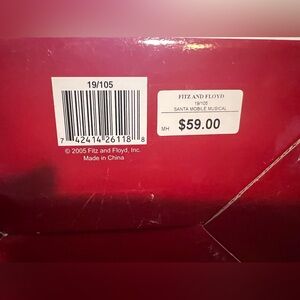 19/105
7 42414 26118 8
© 2005 Fitz and Floyd, Inc.
Made in China
FITZ AND FLOYD
19/105
SANTA MOBILE MUSICAL
MH. $59.00